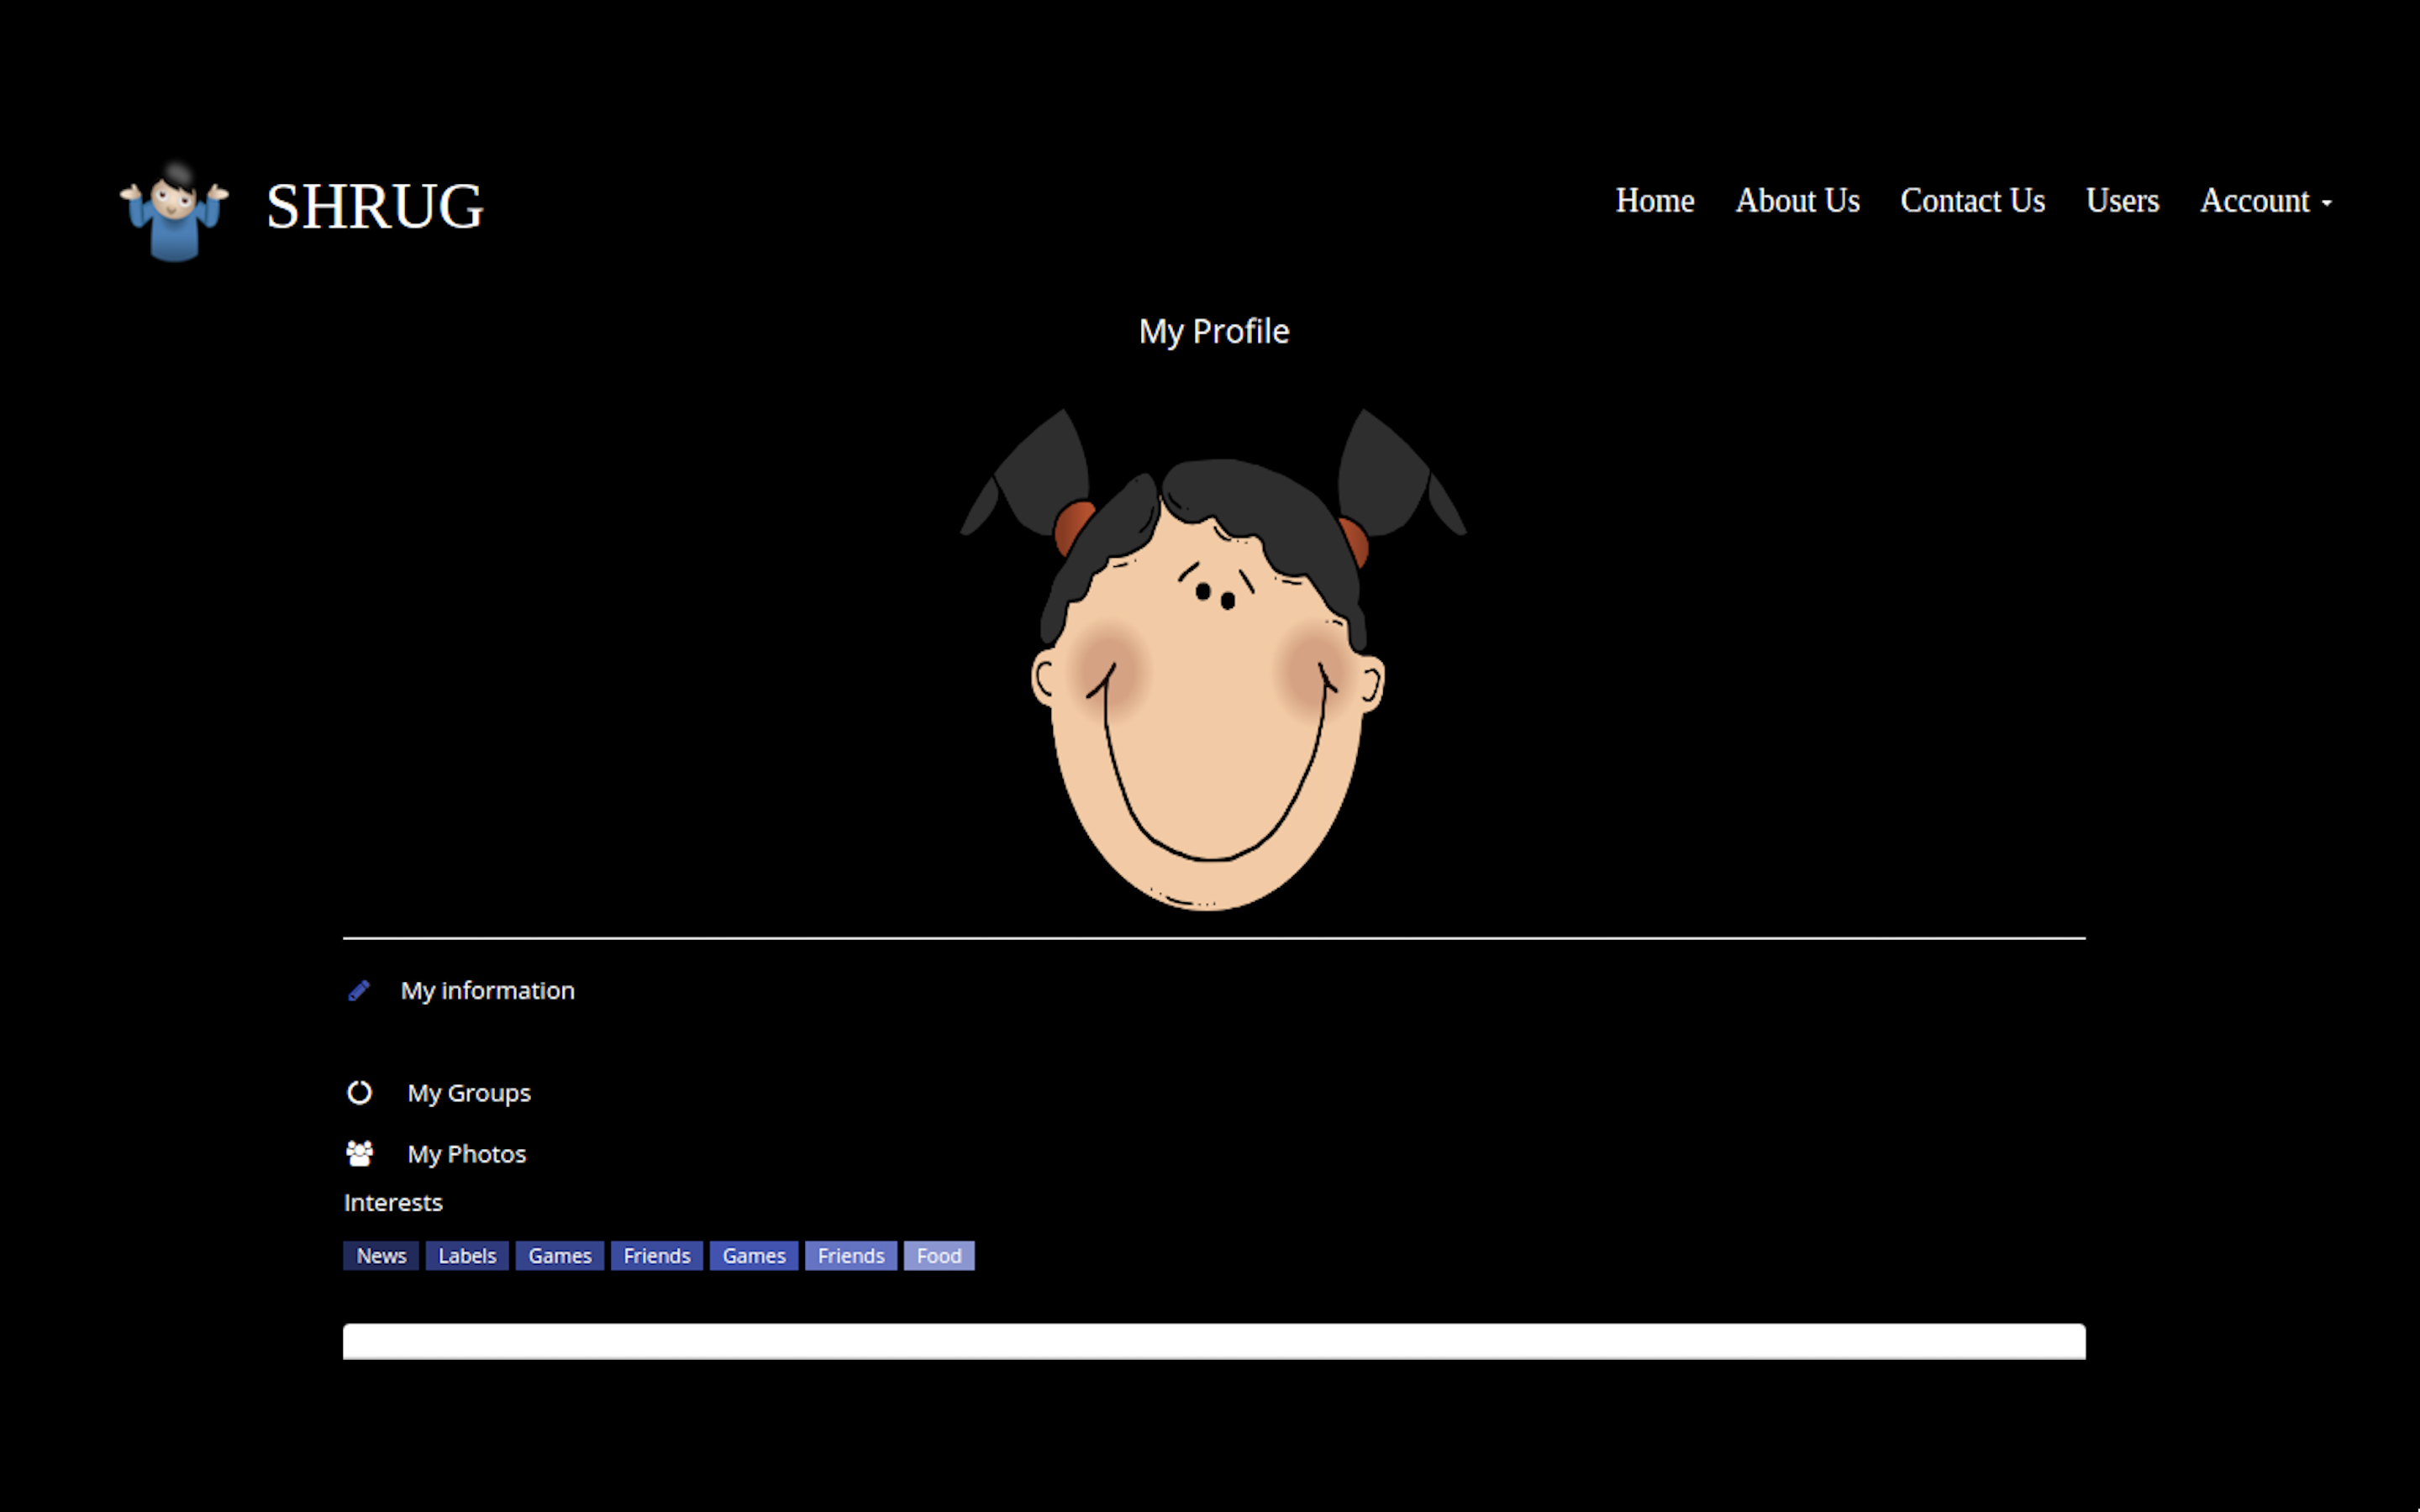 SHRUG
Home About Us Contact Us Users Account
My Profile
My information
My Groups
My Photos
Interests
News Labels Games Friends Games Friends Food